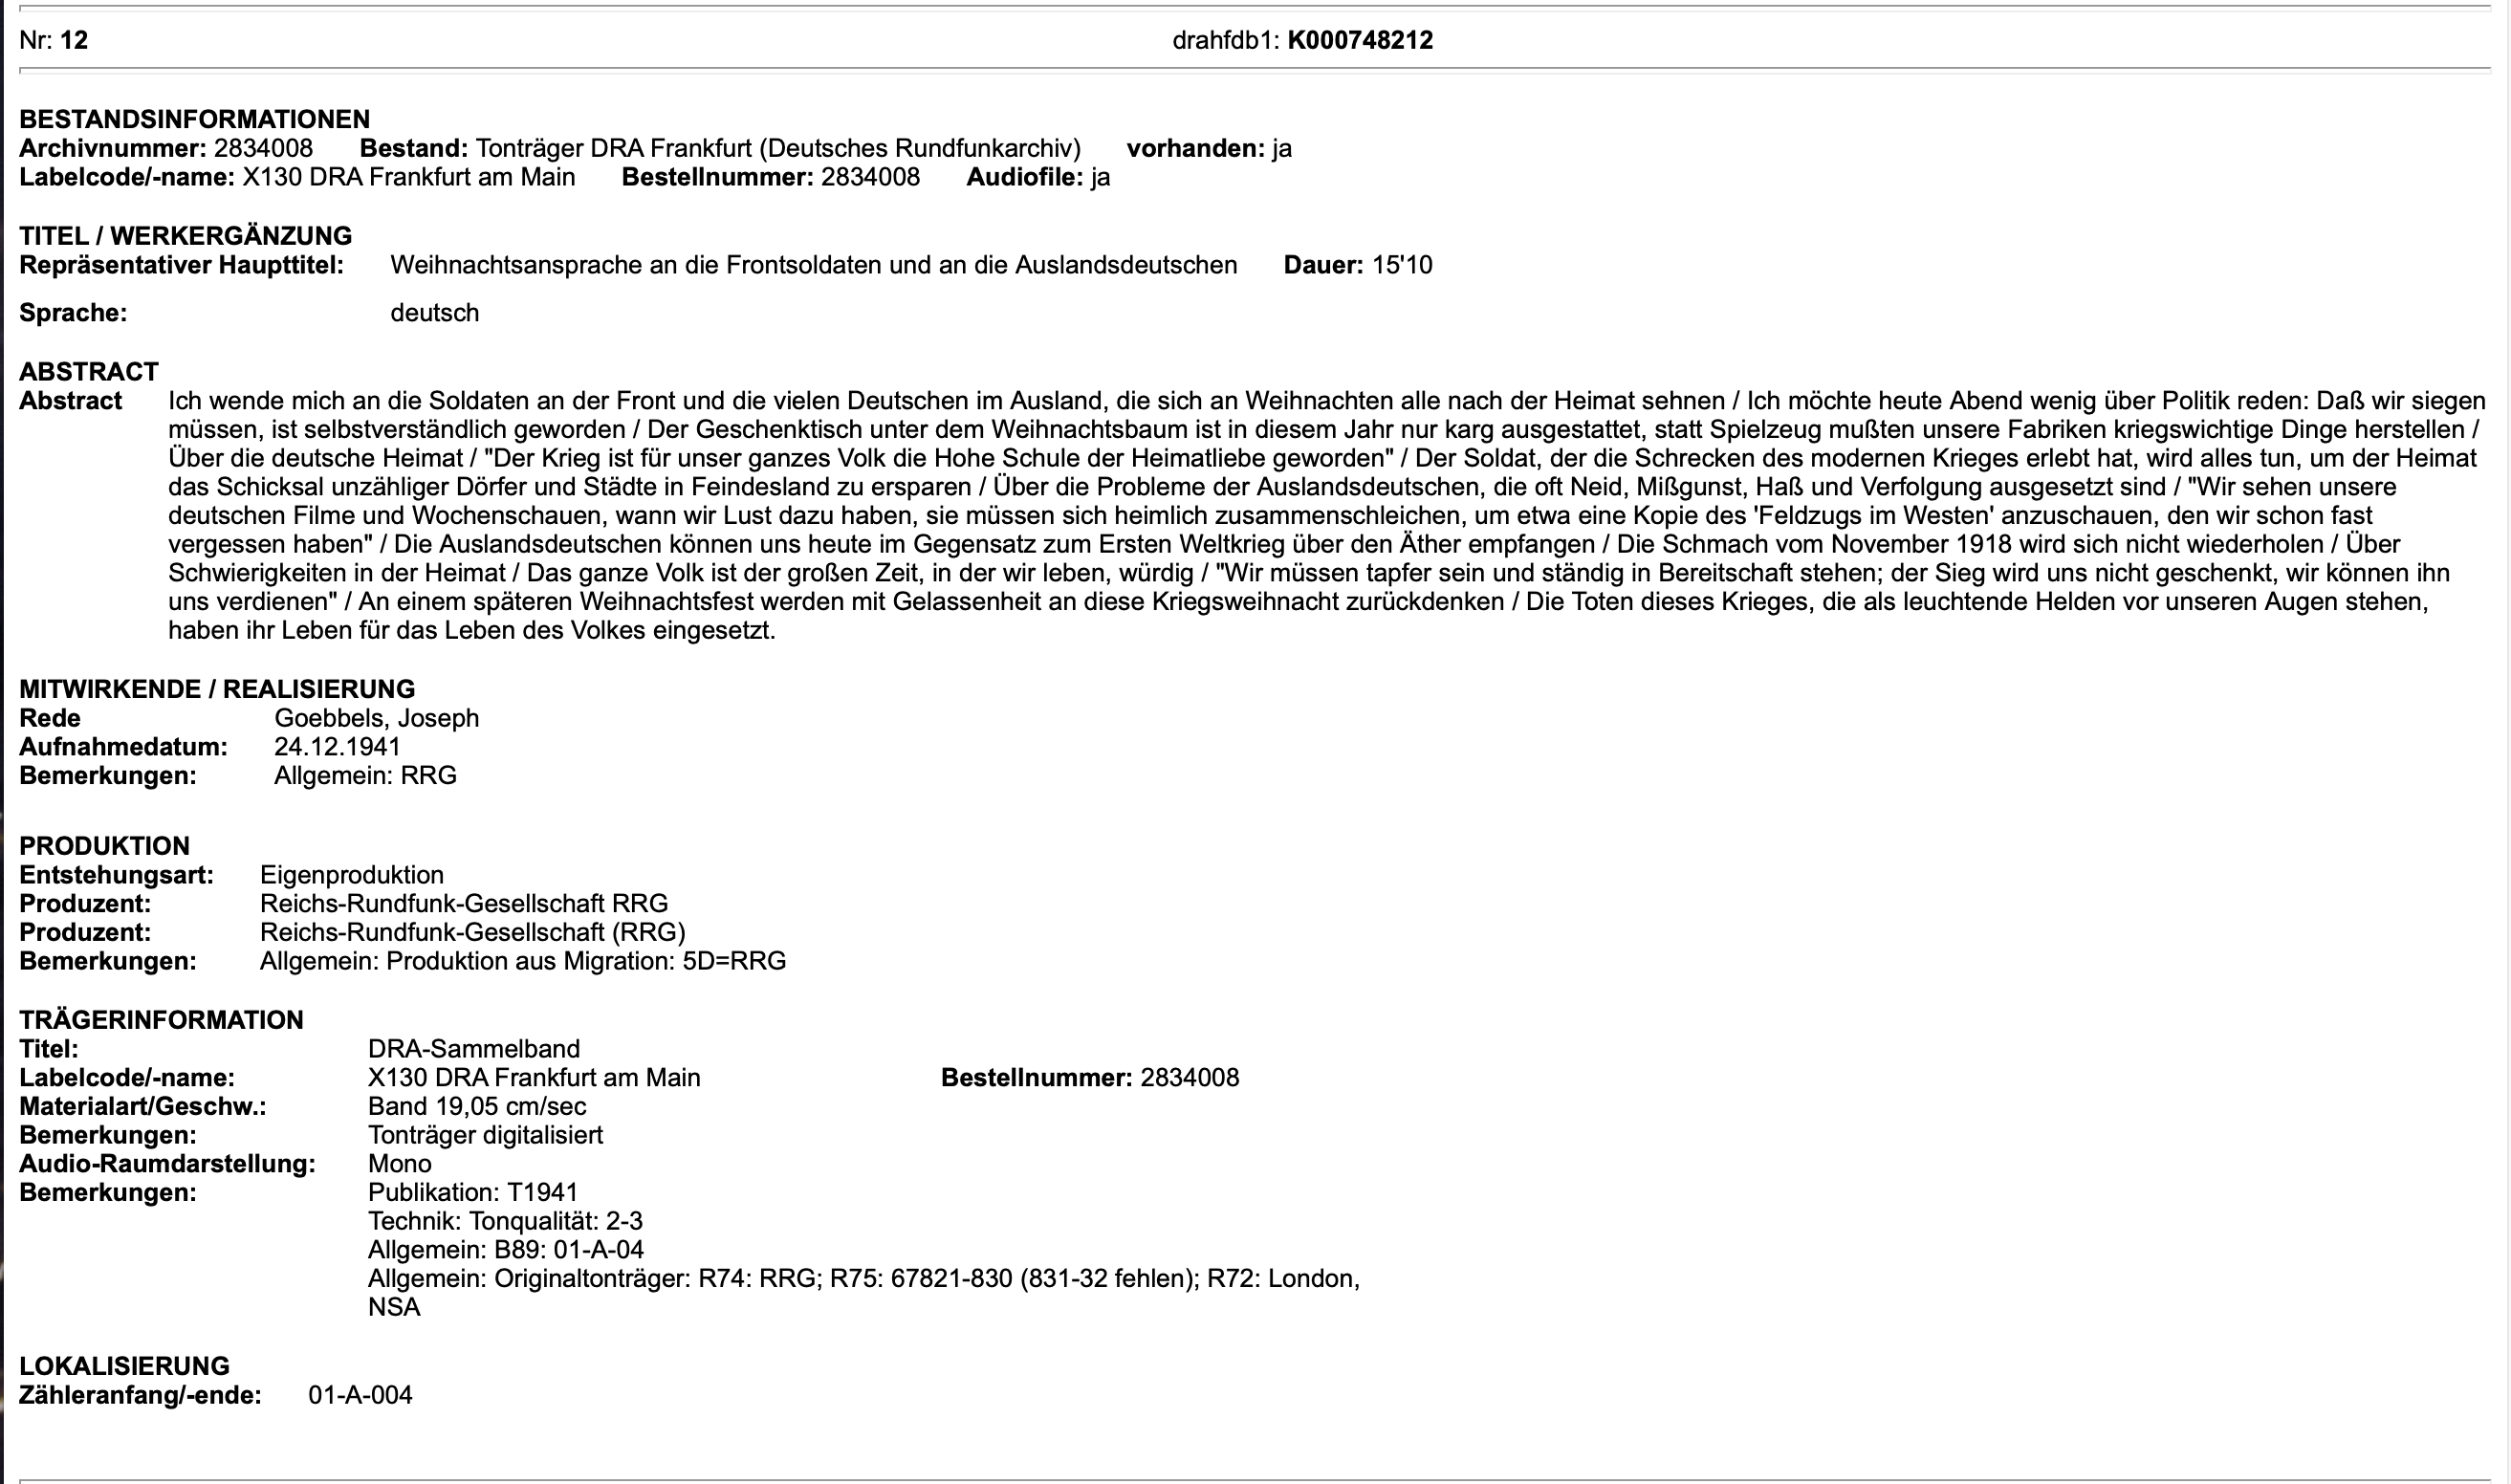 Nr: 12 drahfdb1: K000748212
BESTANDSINFORMATIONEN
Archivnummer: 2834008 Bestand: Tonträger DRA Frankfurt (Deutsches Rundfunkarchiv) vorhanden: ja
Labelcode/-name: X130 DRA Frankfurt am Main Bestellnummer: 2834008 Audiofile: ja
TITEL / WERKERGÄNZUNG
Repräsentativer Haupttitel: Weihnachtsansprache an die Frontsoldaten und an die Auslandsdeutschen Dauer: 15'10
Sprache: deutsch
ABSTRACT
Abstract Ich wende mich an die Soldaten an der Front und die vielen Deutschen im Ausland, die sich an Weihnachten alle nach der Heimat sehnen / Ich möchte heute Abend wenig über Politik reden: Daß wir siegen
müssen, ist selbstverständlich geworden / Der Geschenktisch unter dem Weihnachtsbaum ist in diesem Jahr nur karg ausgestattet, statt Spielzeug mußten unsere Fabriken kriegswichtige Dinge herstellen /
Über die deutsche Heimat / "Der Krieg ist für unser ganzes Volk die Hohe Schule der Heimatliebe geworden" / Der Soldat, der die Schrecken des modernen Krieges erlebt hat, wird alles tun, um der Heimat
das Schicksal unzähliger Dörfer und Städte in Feindesland zu ersparen / Über die Probleme der Auslandsdeutschen, die oft Neid, Mißgunst, Haß und Verfolgung ausgesetzt sind / "Wir sehen unsere
deutschen Filme und Wochenschauen, wann wir Lust dazu haben, sie müssen sich heimlich zusammenschleichen, um etwa eine Kopie des 'Feldzugs im Westen' anzuschauen, den wir schon fast
vergessen haben" / Die Auslandsdeutschen können uns heute im Gegensatz zum Ersten Weltkrieg über den Äther empfangen / Die Schmach vom November 1918 wird sich nicht wiederholen / Über
Schwierigkeiten in der Heimat / Das ganze Volk ist der großen Zeit, in der wir leben, würdig / "Wir müssen tapfer sein und ständig in Bereitschaft stehen; der Sieg wird uns nicht geschenkt, wir können ihn
uns verdienen" / An einem späteren Weihnachtsfest werden mit Gelassenheit an diese Kriegsweihnacht zurückdenken / Die Toten dieses Krieges, die als leuchtende Helden vor unseren Augen stehen,
haben ihr Leben für das Leben des Volkes eingesetzt.
MITWIRKENDE / REALISIERUNG
Rede Goebbels, Joseph
Aufnahmedatum: 24.12.1941
Bemerkungen: Allgemein: RRG
PRODUKTION
Entstehungsart: Eigenproduktion
Produzent: Reichs-Rundfunk-Gesellschaft RRG
Produzent: Reichs-Rundfunk-Gesellschaft (RRG)
Bemerkungen: Allgemein: Produktion aus Migration: 5D=RRG
TRÄGERINFORMATION
Titel: DRA-Sammelband
Labelcode/-name: X130 DRA Frankfurt am Main Bestellnummer: 2834008
Materialart/Geschw.: Band 19,05 cm/sec
Bemerkungen: Tonträger digitalisiert
Audio-Raumdarstellung: Mono
Bemerkungen: Publikation: T1941
Technik: Tonqualität: 2-3
Allgemein: B89: 01-A-04
Allgemein: Originaltonträger: R74: RRG; R75: 67821-830 (831-32 fehlen); R72: London,
NSA
LOKALISIERUNG
Zähleranfang/-ende: 01-A-004